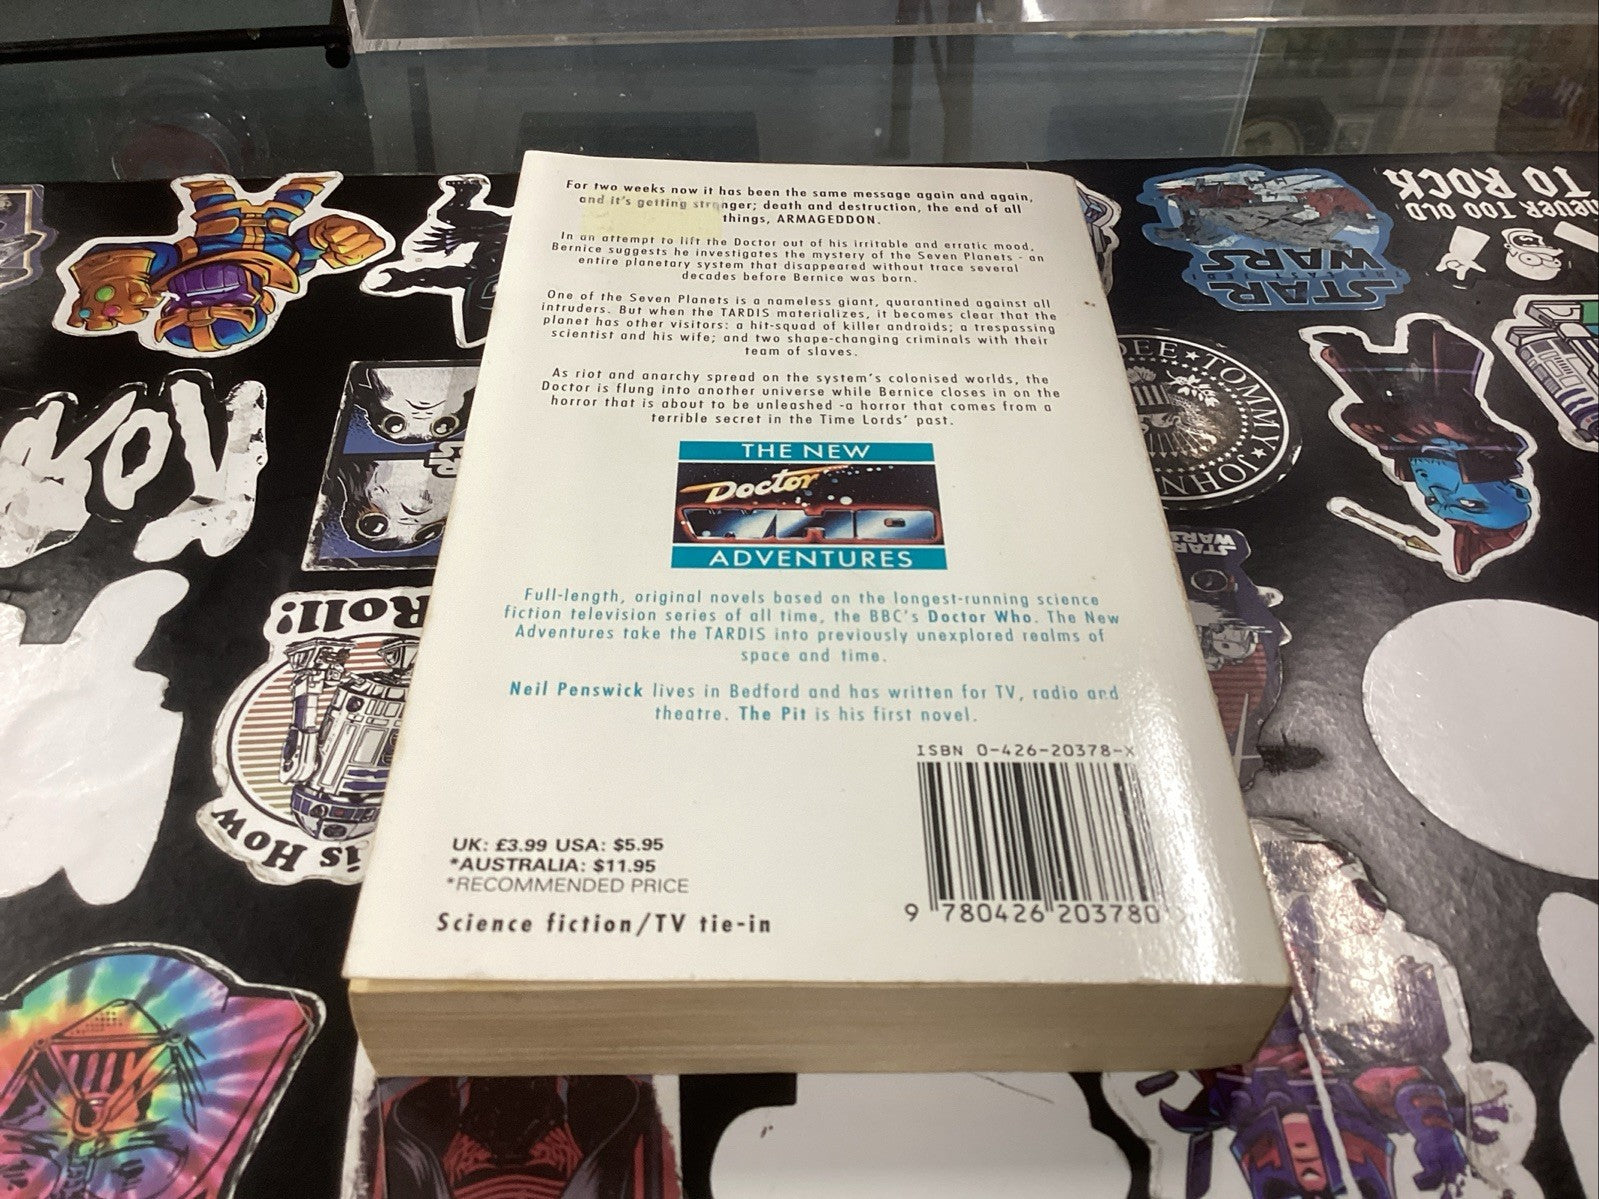 For two weeks now it has been the same message again and again,
and it's getting stranger; death and destruction, the end of all
things, ARMAGEDDON.
In an attempt to lift the Doctor out of his irritable and erratic mood,
Bernice suggests he investigates the mystery of the Seven Planets - an
entire planetary system that disappeared without trace several
decades before Bernice was born.
One of the Seven Planets is a nameless giant, quarantined against all
intruders. But when the TARDIS materializes, it becomes clear that the
planet has other visitors: a hit-squad of killer androids; a trespassing
scientist and his wife; and two shape-changing criminals with their
team of slaves.
As riot and anarchy spread on the system's colonised worlds, the
Doctor is flung into another universe while Bernice closes in on the
horror that is about to be unleashed -a horror that comes from a
terrible secret in the Time Lords' past.
THE NEW
Doctor
WHO
ADVENTURES
Full-length, original novels based on the longest-running science
fiction television series of all time, the BBC's Doctor Who. The New
Adventures take the TARDIS into previously unexplored realms of
space and time.
Neil Penswick lives in Bedford and has written for TV, radio and
theatre. The Pit is his first novel.
ISBN 0-426-20378-X
UK: £3.99 USA: $5.95
*AUSTRALIA: $11.95
*RECOMMENDED PRICE
Science fiction/TV tie-in
9 780426 203780
NEVER TOO OLD
TO ROCK
STAR
WARS
THE LAST JEDI
TOMMY
JOHN
STAR
WARS
Roll!
is How